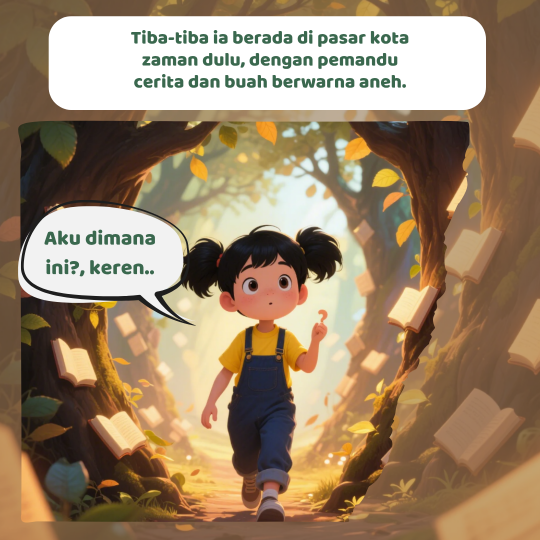 Tiba-tiba ia berada di pasar kota
zaman dulu, dengan pemandu
cerita dan buah berwarna aneh.
Aku dimana
ini?, keren..